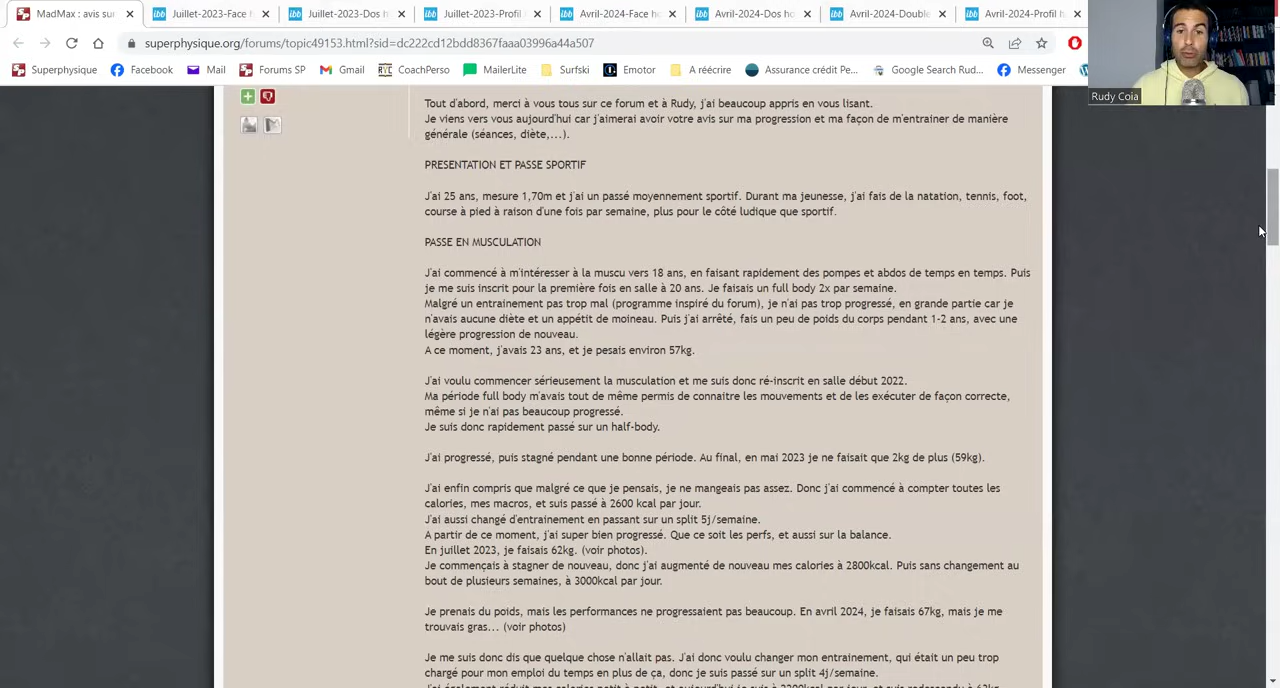 MadMax : avis su
Juillet-2023-Face h
Juillet-2023-Dos h
Juillet-2023-Profil
Avril-2024-Face ho
Avril-2024-Dos ho
Avril-2024-Double
Avril-2024-Profil h
superphysique.org/forums/topic49153.html?sid=dc222cd12bdd8367faaa03996a44a507
Superphysique
Facebook
Mail
Forums SP
Gmail
CoachPerso
MailerLite
Surfski
Emotor
A réécrire
Assurance crédit Pe...
Google Search Rud...
Messenger
Rudy Coia
Tout d'abord, merci à vous tous sur ce forum et à Rudy, j'ai beaucoup appris en vous lisant.
Je viens vers vous aujourd'hui car j'aimerai avoir votre avis sur ma progression et ma façon de m'entrainer de manière
générale (séances, diète,...).
PRESENTATION ET PASSE SPORTIF
J'ai 25 ans, mesure 1,70m et j'ai un passé moyennement sportif. Durant ma jeunesse, j'ai fais de la natation, tennis, foot,
course à pied à raison d'une fois par semaine, plus pour le côté ludique que sportif.
PASSE EN MUSCULATION
J'ai commencé à m'intéresser à la muscu vers 18 ans, en faisant rapidement des pompes et abdos de temps en temps. Puis
je me suis inscrit pour la première fois en salle à 20 ans. Je faisais un full body 2x par semaine.
Malgré un entrainement pas trop mal (programme inspiré du forum), je n'ai pas trop progressé, en grande partie car je
n'avais aucune diète et un appétit de moineau. Puis j'ai arrêté, fais un peu de poids du corps pendant 1-2 ans, avec une
légère progression de nouveau.
A ce moment, j'avais 23 ans, et je pesais environ 57kg.
J'ai voulu commencer sérieusement la musculation et me suis donc ré-inscrit en salle début 2022.
Ma période full body m'avais tout de même permis de connaitre les mouvements et de les exécuter de façon correcte,
même si je n'ai pas beaucoup progressé.
Je suis donc rapidement passé sur un half-body.
J'ai progressé, puis stagné pendant une bonne période. Au final, en mai 2023 je ne faisait que 2kg de plus (59kg).
J'ai enfin compris que malgré ce que je pensais, je ne mangeais pas assez. Donc j'ai commencé à compter toutes les
calories, mes macros, et suis passé à 2600 kcal par jour.
J'ai aussi changé d'entrainement en passant sur un split 5j/semaine.
A partir de ce moment, j'ai super bien progressé. Que ce soit les perfs, et aussi sur la balance.
En juillet 2023, je faisais 62kg. (voir photos).
Je commençais à stagner de nouveau, donc j'ai augmenté de nouveau mes calories à 2800kcal. Puis sans changement au
bout de plusieurs semaines, à 3000kcal par jour.
Je prenais du poids, mais les performances ne progressaient pas beaucoup. En avril 2024, je faisais 67kg, mais je me
trouvais gras... (voir photos)
Je me suis donc dis que quelque chose n'allait pas. J'ai donc voulu changer mon entrainement, qui était un peu trop
chargé pour mon emploi du temps en plus de ça, donc je suis passé sur un split 4j/semaine.